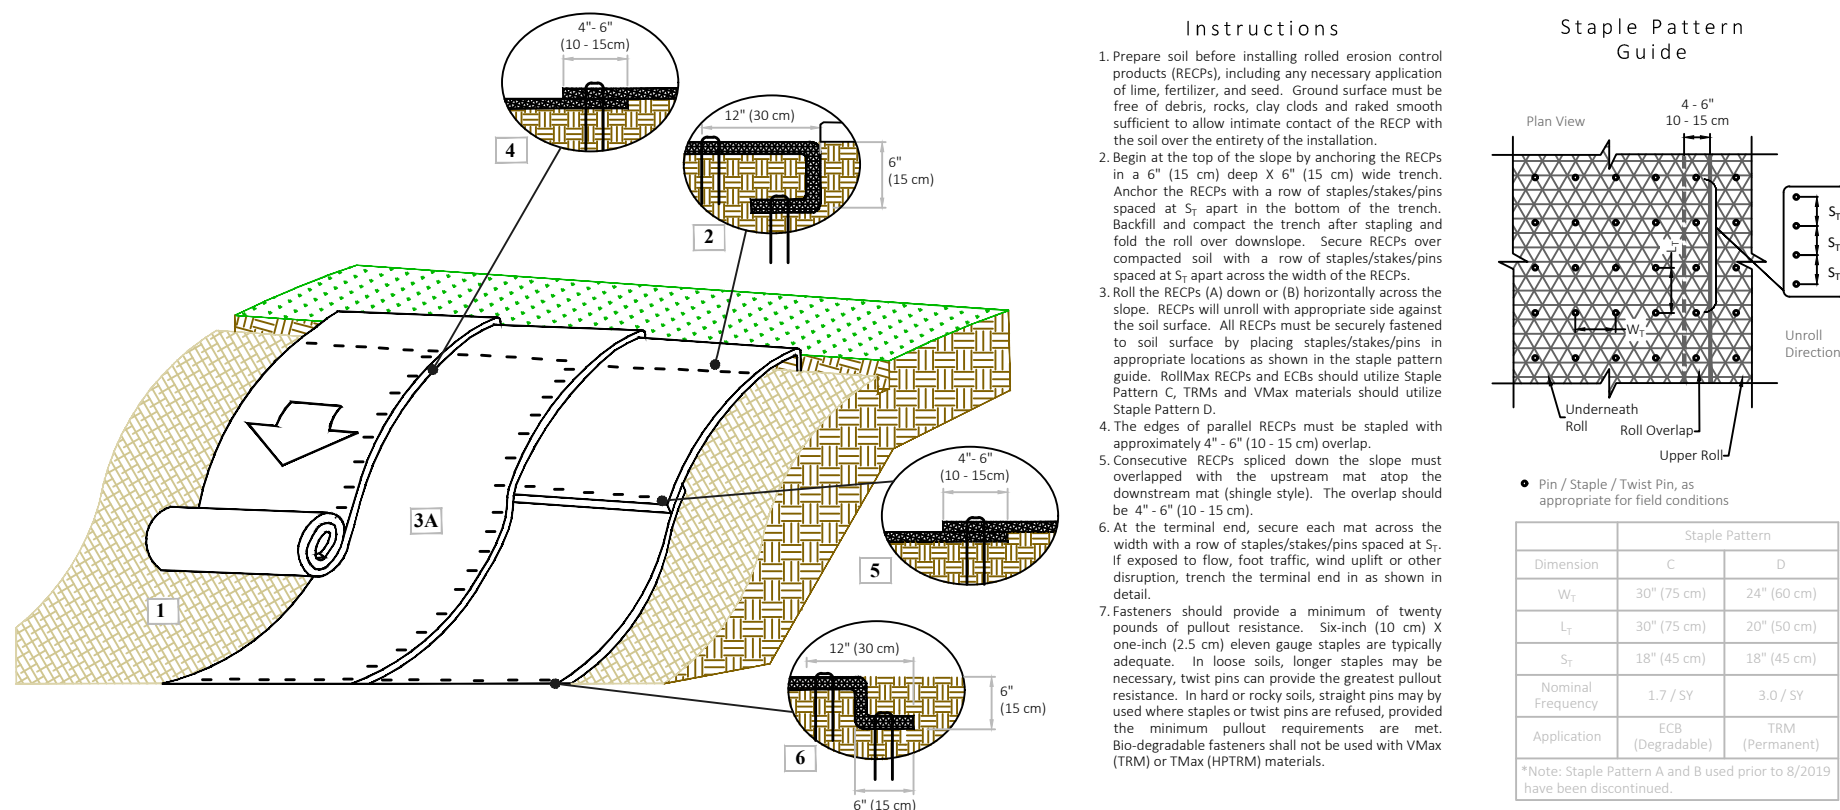 4"- 6"
(10 - 15cm)
4
12" (30 cm)
6"
(15 cm)
2
3A
1
4"- 6"
(10 - 15cm)
5
12" (30 cm)
6"
(15 cm)
6
6" (15 cm)
Instructions
1. Prepare soil before installing rolled erosion control
products (RECPs), including any necessary application
of lime, fertilizer, and seed. Ground surface must be
free of debris, rocks, clay clods and raked smooth
sufficient to allow intimate contact of the RECP with
the soil over the entirety of the installation.
2. Begin at the top of the slope by anchoring the RECPs
in a 6" (15 cm) deep X 6" (15 cm) wide trench.
Anchor the RECPs with a row of staples/stakes/pins
spaced at ST apart in the bottom of the trench.
Backfill and compact the trench after stapling and
fold the roll over downslope. Secure RECPs over
compacted soil with a row of staples/stakes/pins
spaced at ST apart across the width of the RECPs.
3. Roll the RECPs (A) down or (B) horizontally across the
slope. RECPs will unroll with appropriate side against
the soil surface. All RECPs must be securely fastened
to soil surface by placing staples/stakes/pins in
appropriate locations as shown in the staple pattern
guide. RollMax RECPs and ECBs should utilize Staple
Pattern C, TRMs and VMax materials should utilize
Staple Pattern D.
4. The edges of parallel RECPs must be stapled with
approximately 4" - 6" (10 - 15 cm) overlap.
5. Consecutive RECPs spliced down the slope must
overlapped with the upstream mat atop the
downstream mat (shingle style). The overlap should
be 4" - 6" (10 - 15 cm).
6. At the terminal end, secure each mat across the
width with a row of staples/stakes/pins spaced at ST.
If exposed to flow, foot traffic, wind uplift or other
disruption, trench the terminal end in as shown in
detail.
7. Fasteners should provide a minimum of twenty
pounds of pullout resistance. Six-inch (10 cm) X
one-inch (2.5 cm) eleven gauge staples are typically
adequate. In loose soils, longer staples may be
necessary, twist pins can provide the greatest pullout
resistance. In hard or rocky soils, straight pins may by
used where staples or twist pins are refused, provided
the minimum pullout requirements are met.
Bio-degradable fasteners shall not be used with VMax
(TRM) or TMax (HPTRM) materials.
Staple Pattern
Guide
4 - 6"
10 - 15 cm
Plan View
ST
ST
ST
LT
WT
Unroll
Direction
Underneath
Roll
Roll Overlap
Upper Roll
Pin / Staple / Twist Pin, as
appropriate for field conditions
Staple Pattern
Dimension C D
WT 30" (75 cm) 24" (60 cm)
LT 30" (75 cm) 20" (50 cm)
ST 18" (45 cm) 18" (45 cm)
Nominal
Frequency 1.7 / SY 3.0 / SY
Application ECB
(Degradable) TRM
(Permanent)
*Note: Staple Pattern A and B used prior to 8/2019
have been discontinued.